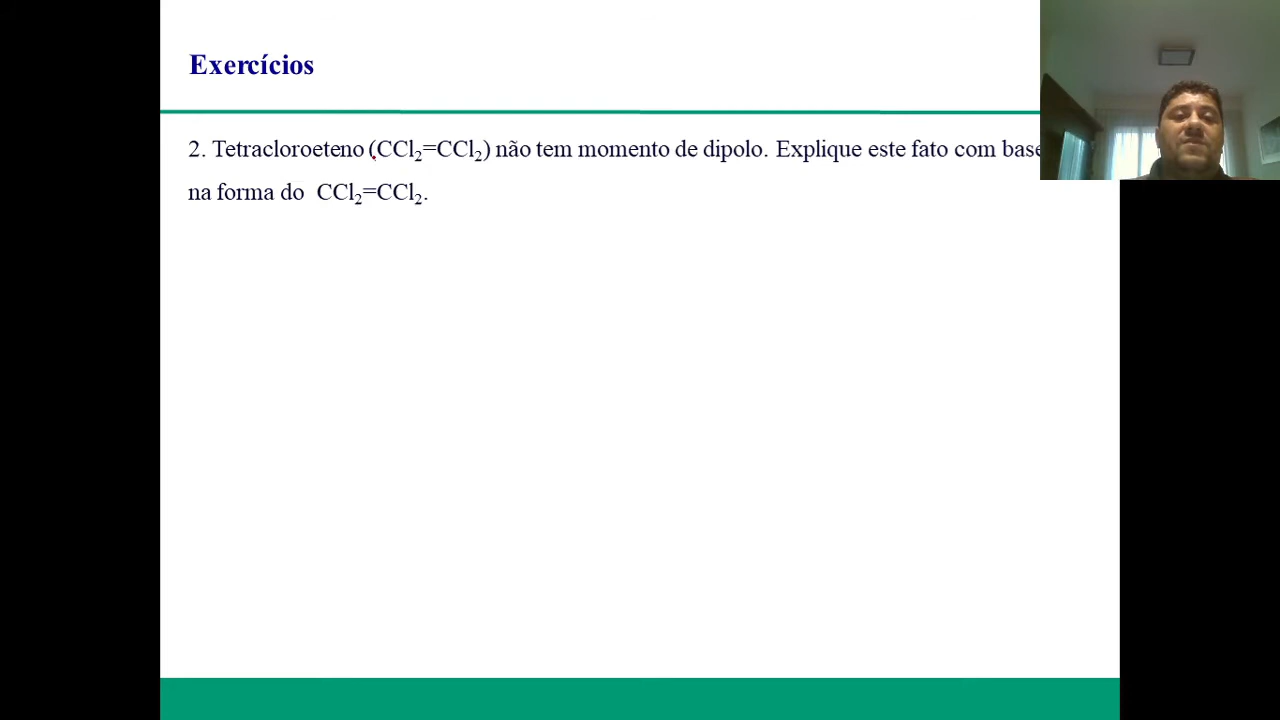 Exercícios
2. Tetracloroeteno (CCl₂=CCl₂) não tem momento de dipolo. Explique este fato com base
na forma do CCl₂=CCl₂.